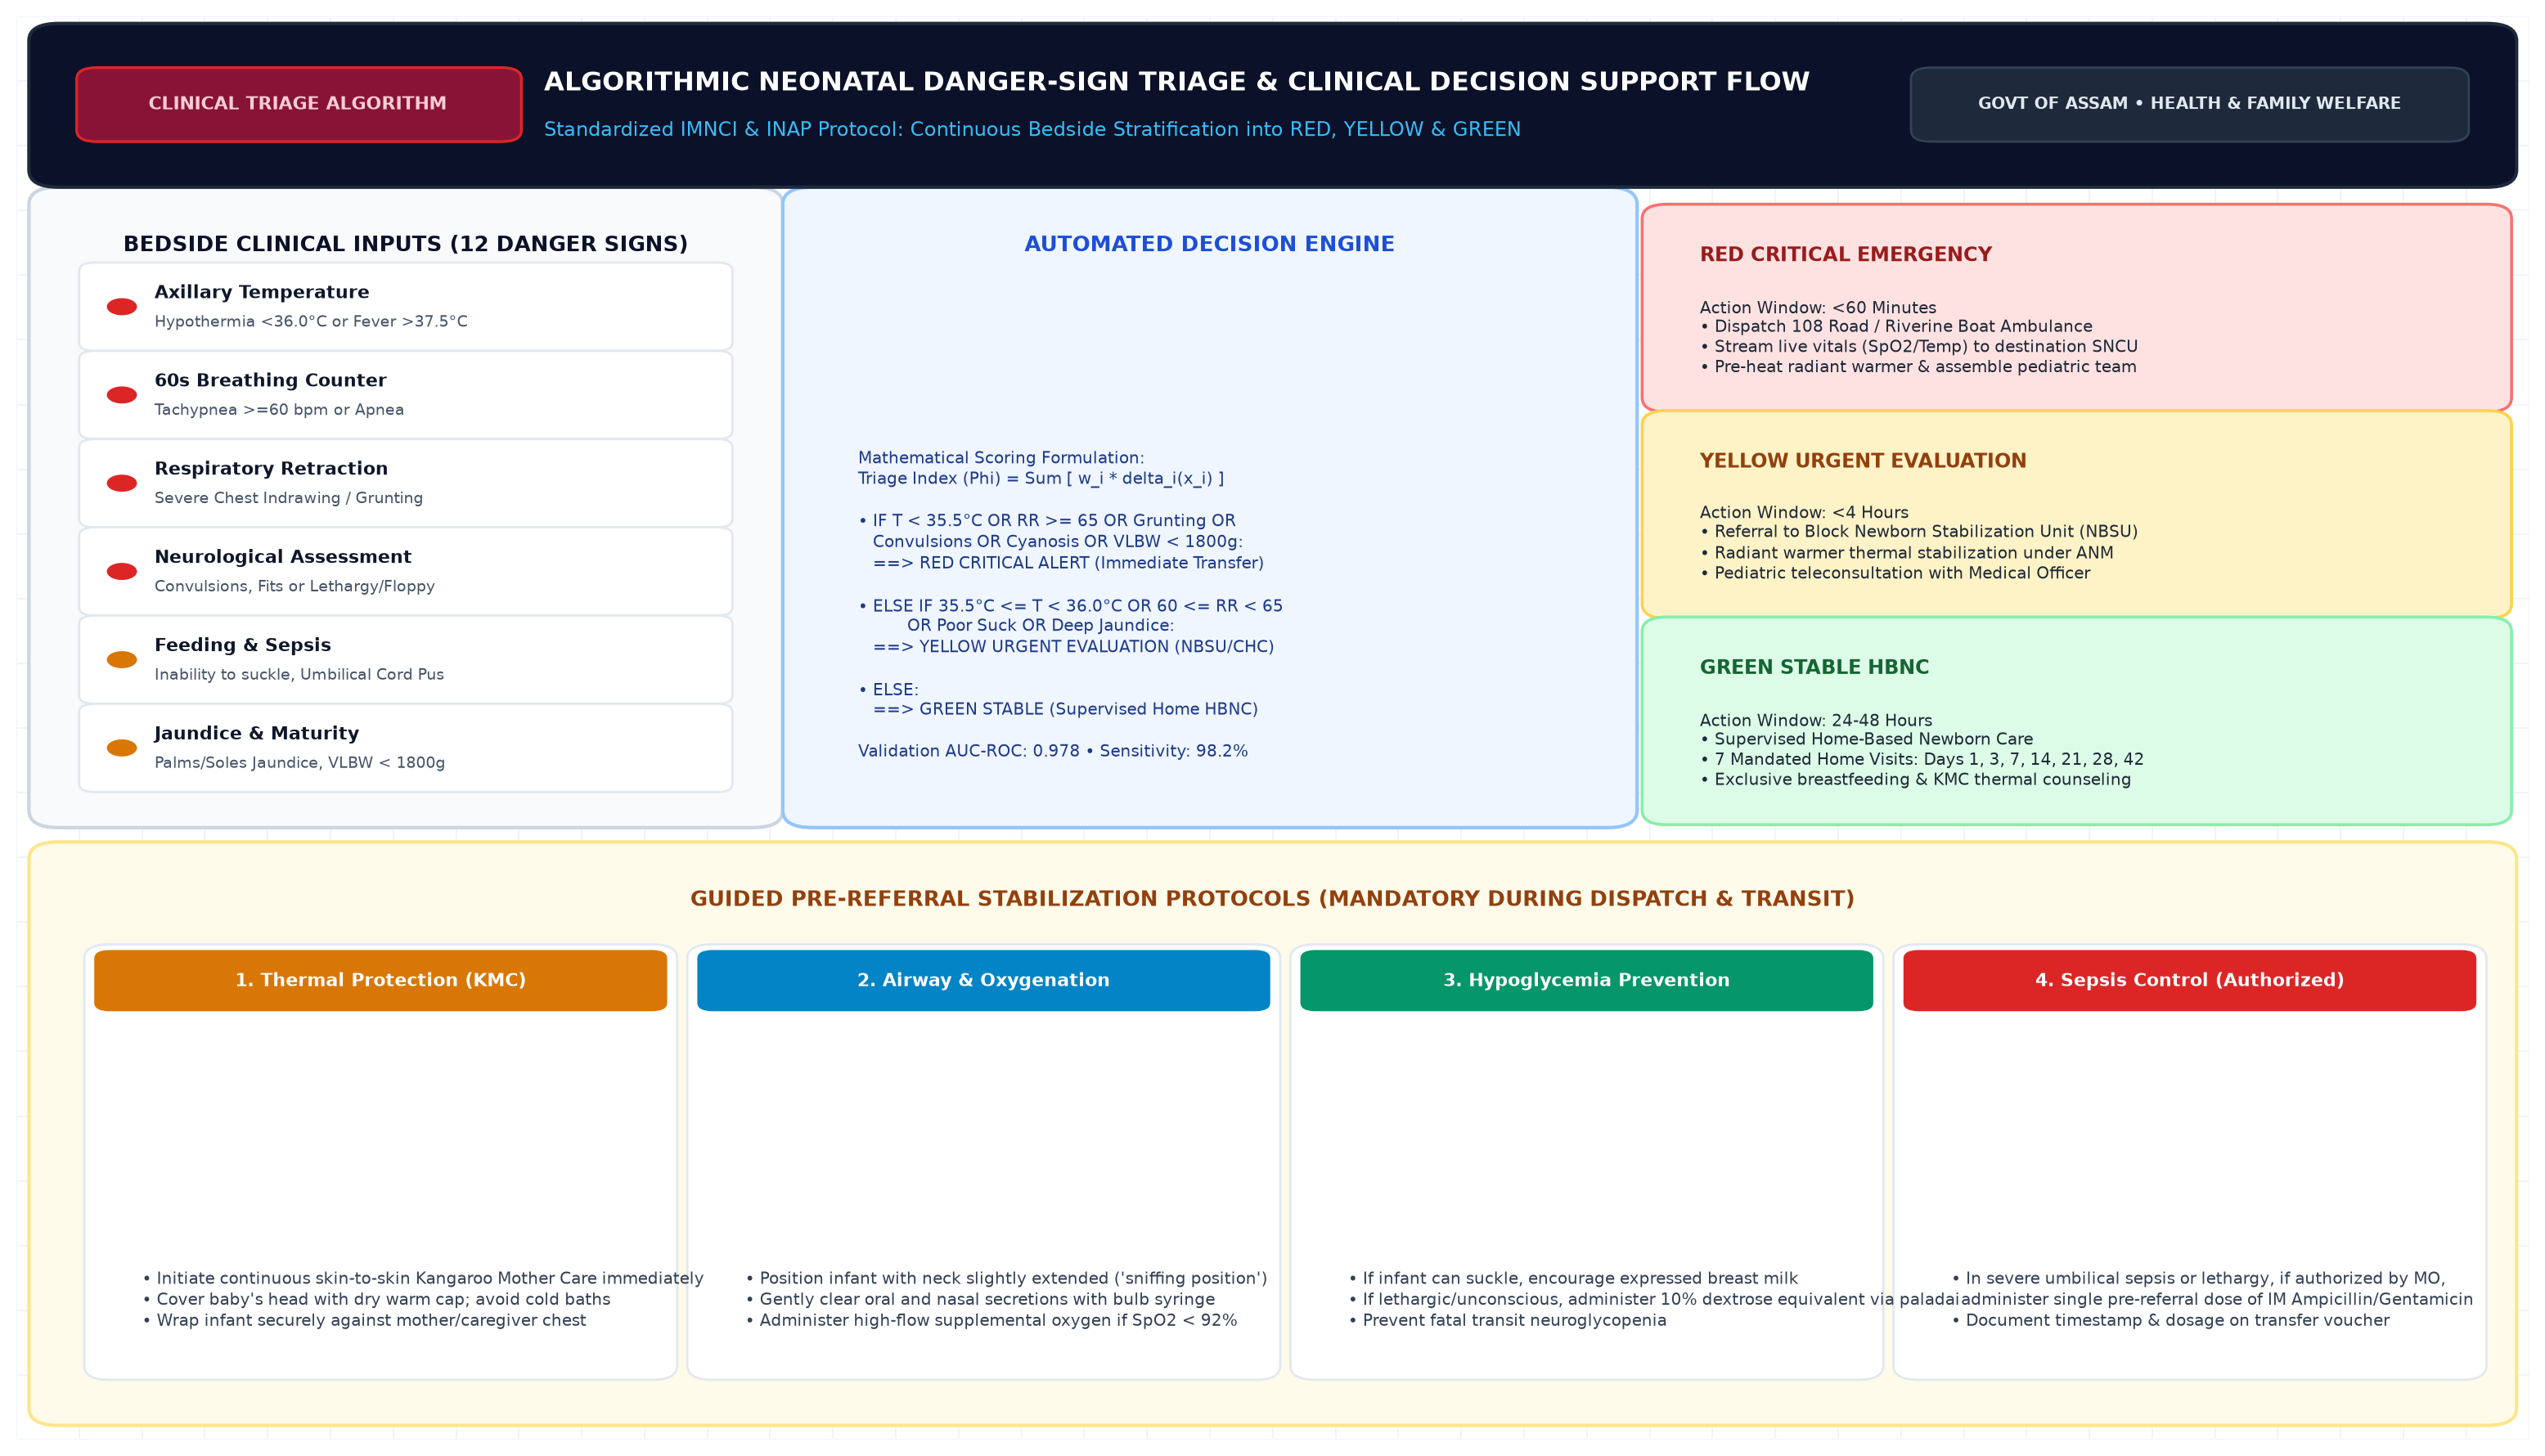 CLINICAL TRIAGE ALGORITHM
ALGORITHMIC NEONATAL DANGER-SIGN TRIAGE & CLINICAL DECISION SUPPORT FLOW
Standardized IMNCI & INAP Protocol: Continuous Bedside Stratification into RED, YELLOW & GREEN
GOVT OF ASSAM • HEALTH & FAMILY WELFARE
BEDSIDE CLINICAL INPUTS (12 DANGER SIGNS)
Axillary Temperature
Hypothermia <36.0°C or Fever >37.5°C
60s Breathing Counter
Tachypnea >=60 bpm or Apnea
Respiratory Retraction
Severe Chest Indrawing / Grunting
Neurological Assessment
Convulsions, Fits or Lethargy/Floppy
Feeding & Sepsis
Inability to suckle, Umbilical Cord Pus
Jaundice & Maturity
Palms/Soles Jaundice, VLBW < 1800g
AUTOMATED DECISION ENGINE
Mathematical Scoring Formulation:
Triage Index (Phi) = Sum [ w_i * delta_i(x_i) ]
• IF T < 35.5°C OR RR >= 65 OR Grunting OR
Convulsions OR Cyanosis OR VLBW < 1800g:
==> RED CRITICAL ALERT (Immediate Transfer)
• ELSE IF 35.5°C <= T < 36.0°C OR 60 <= RR < 65
OR Poor Suck OR Deep Jaundice:
==> YELLOW URGENT EVALUATION (NBSU/CHC)
• ELSE:
==> GREEN STABLE (Supervised Home HBNC)
Validation AUC-ROC: 0.978 • Sensitivity: 98.2%
RED CRITICAL EMERGENCY
Action Window: <60 Minutes
• Dispatch 108 Road / Riverine Boat Ambulance
• Stream live vitals (SpO2/Temp) to destination SNCU
• Pre-heat radiant warmer & assemble pediatric team
YELLOW URGENT EVALUATION
Action Window: <4 Hours
• Referral to Block Newborn Stabilization Unit (NBSU)
• Radiant warmer thermal stabilization under ANM
• Pediatric teleconsultation with Medical Officer
GREEN STABLE HBNC
Action Window: 24-48 Hours
• Supervised Home-Based Newborn Care
• 7 Mandated Home Visits: Days 1, 3, 7, 14, 21, 28, 42
• Exclusive breastfeeding & KMC thermal counseling
GUIDED PRE-REFERRAL STABILIZATION PROTOCOLS (MANDATORY DURING DISPATCH & TRANSIT)
1. Thermal Protection (KMC)
• Initiate continuous skin-to-skin Kangaroo Mother Care immediately
• Cover baby's head with dry warm cap; avoid cold baths
• Wrap infant securely against mother/caregiver chest
2. Airway & Oxygenation
• Position infant with neck slightly extended ('sniffing position')
• Gently clear oral and nasal secretions with bulb syringe
• Administer high-flow supplemental oxygen if SpO2 < 92%
3. Hypoglycemia Prevention
• If infant can suckle, encourage expressed breast milk
• If lethargic/unconscious, administer 10% dextrose equivalent via paladai
• Prevent fatal transit neuroglycopenia
4. Sepsis Control (Authorized)
• In severe umbilical sepsis or lethargy, if authorized by MO,
administer single pre-referral dose of IM Ampicillin/Gentamicin
• Document timestamp & dosage on transfer voucher